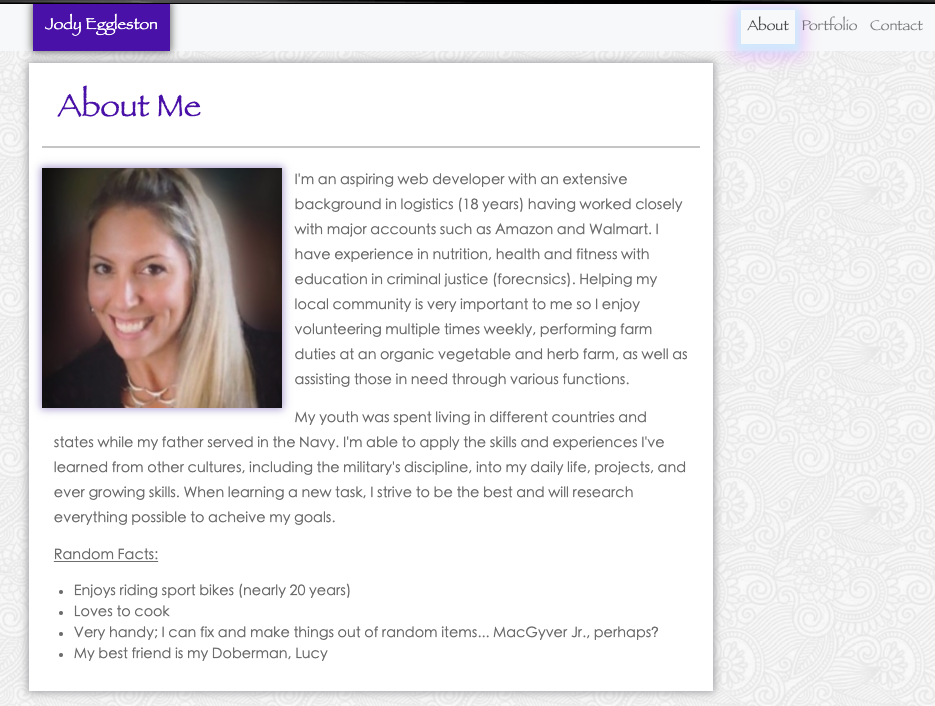 Jody Eggleston
About Portfolio Contact
About Me
I'm an aspiring web developer with an extensive
background in logistics (18 years) having worked closely
with major accounts such as Amazon and Walmart. I
have experience in nutrition, health and fitness with
education in criminal justice (forecnsics). Helping my
local community is very important to me so I enjoy
volunteering multiple times weekly, performing farm
duties at an organic vegetable and herb farm, as well as
assisting those in need through various functions.
My youth was spent living in different countries and
states while my father served in the Navy. I'm able to apply the skills and experiences I've
learned from other cultures, including the military's discipline, into my daily life, projects, and
ever growing skills. When learning a new task, I strive to be the best and will research
everything possible to acheive my goals.
Random Facts:
• Enjoys riding sport bikes (nearly 20 years)
• Loves to cook
• Very handy; I can fix and make things out of random items... MacGyver Jr., perhaps?
• My best friend is my Doberman, Lucy